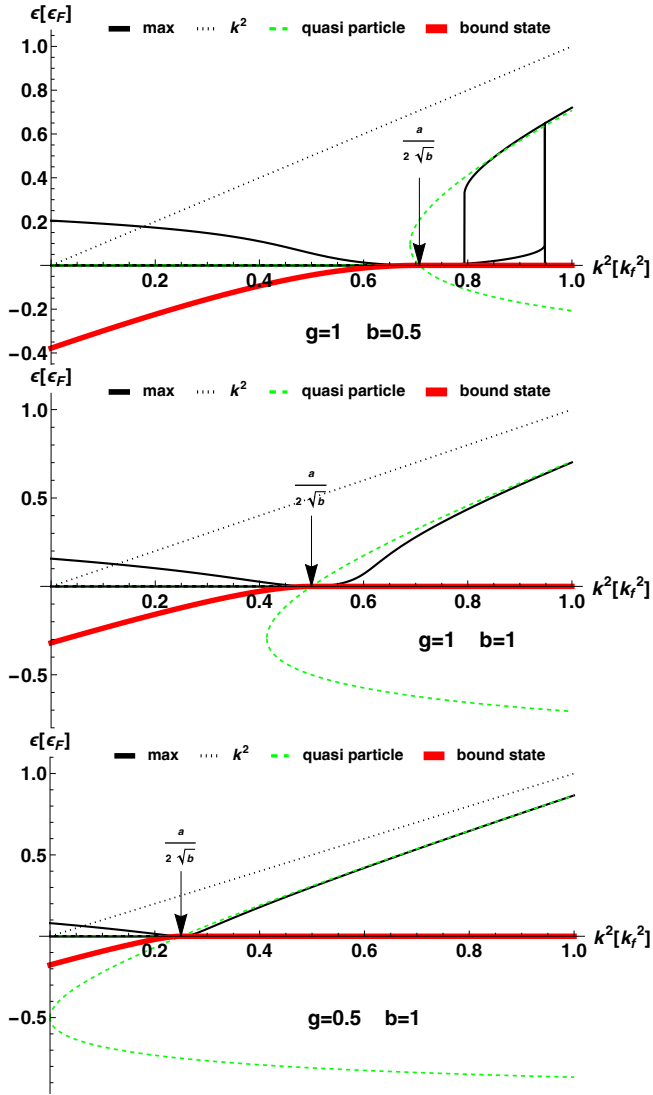 ϵ[ϵF]
max k² quasi particle bound state
1.0
0.8
0.6
a
2 √b
0.4
0.2
0.2 0.4 0.6 0.8 1.0 k²[kf²]
−0.2
g=1 b=0.5
−0.4
ϵ[ϵF]
max k² quasi particle bound state
1.0
a
2 √b
0.5
0.2 0.4 0.6 0.8 1.0 k²[kf²]
g=1 b=1
−0.5
ϵ[ϵF]
max k² quasi particle bound state
1.0
a
2 √b
0.5
0.2 0.4 0.6 0.8 1.0 k²[kf²]
−0.5
g=0.5 b=1